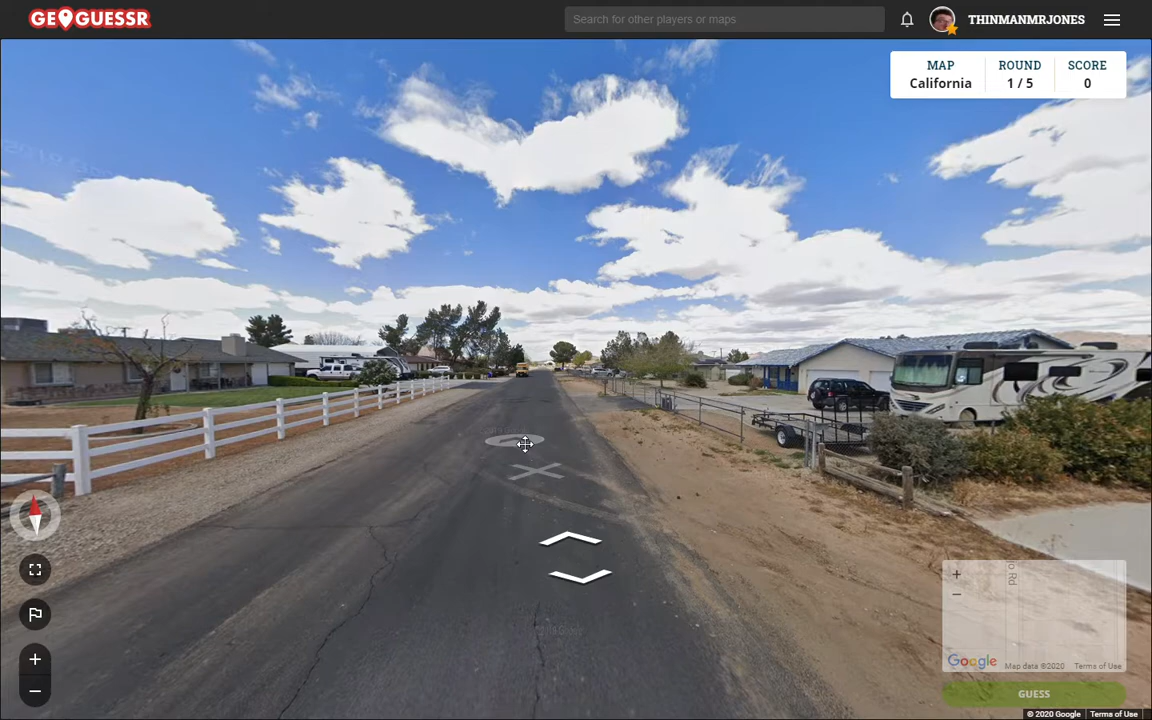 GEOGUESSR
Search for other players or maps
THINMANMRJONES
MAP
ROUND
SCORE
California
1 / 5
0
Rd
+
−
Google
Map data ©2020
Terms of Use
GUESS
+
−
© 2020 Google
Terms of Use